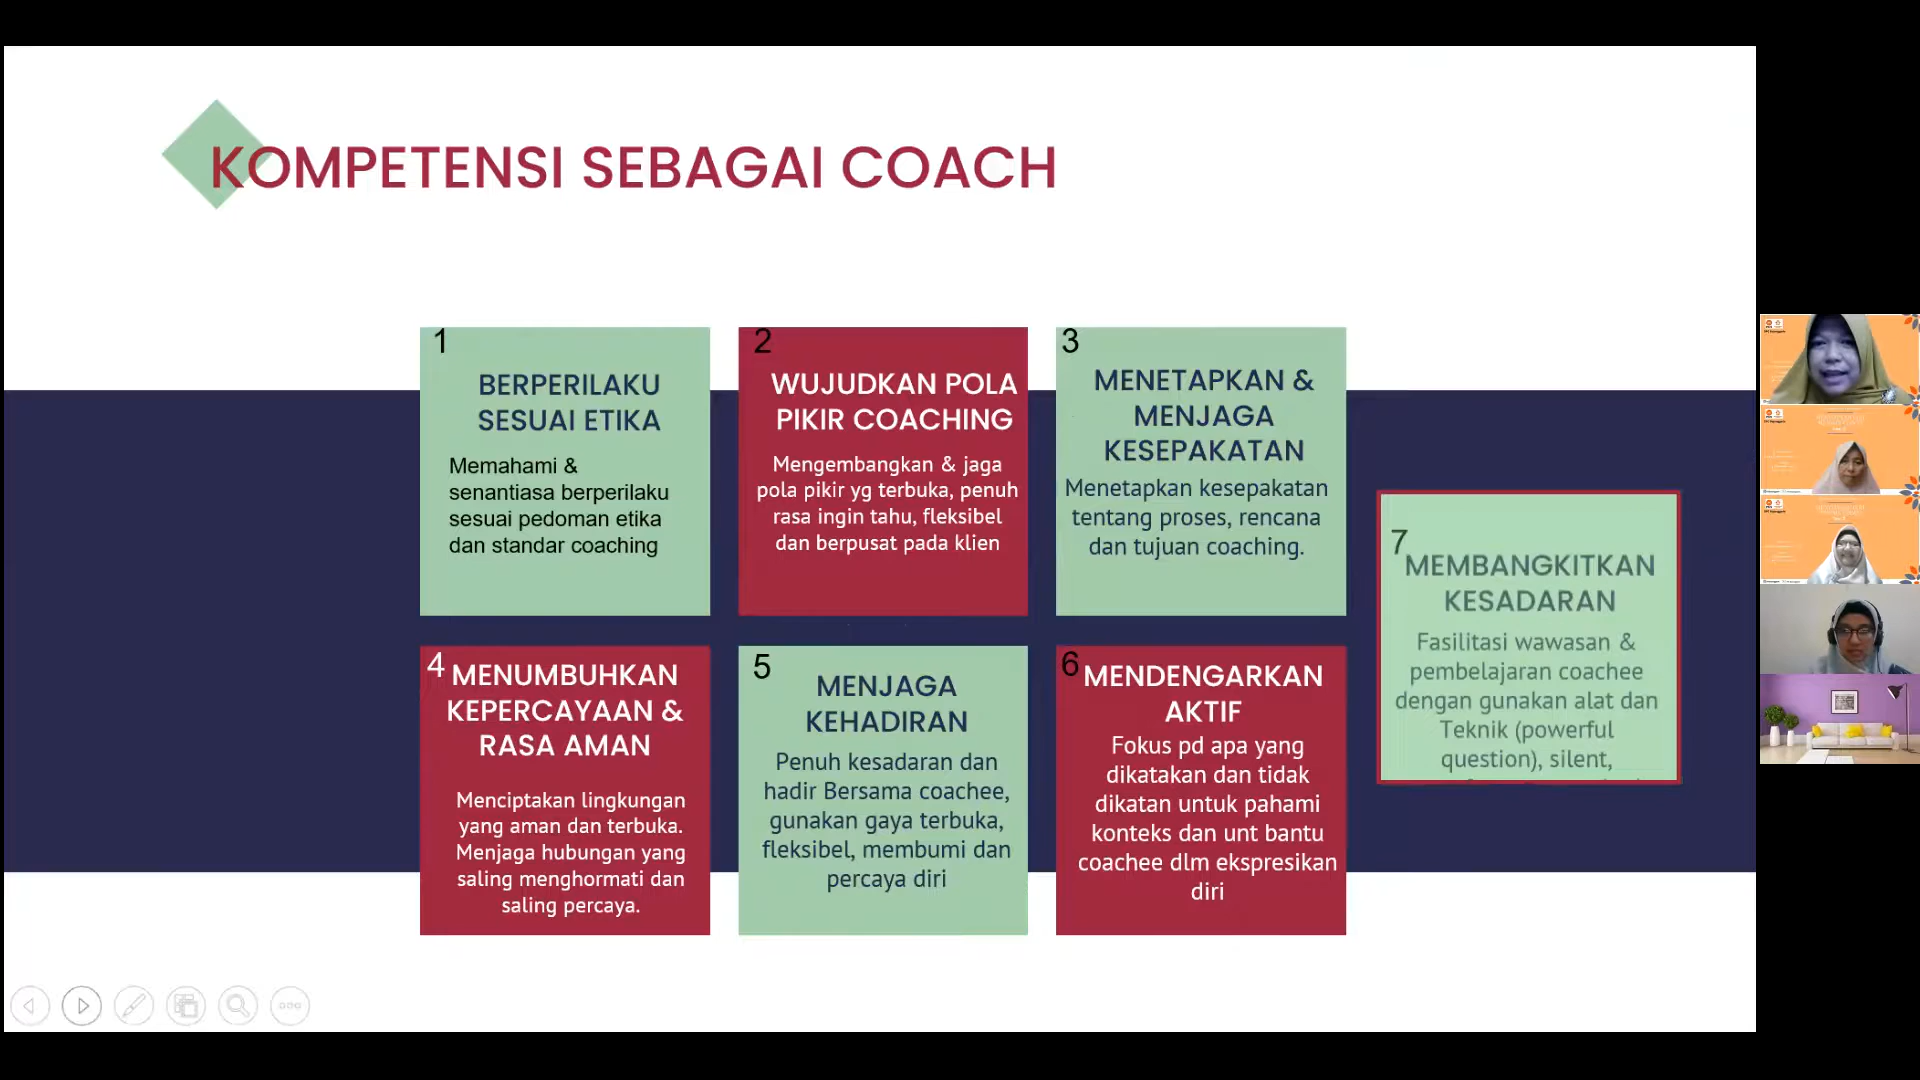 KOMPETENSI SEBAGAI COACH
1
BERPERILAKU
SESUAI ETIKA
Memahami &
senantiasa berperilaku
sesuai pedoman etika
dan standar coaching
2
WUJUDKAN POLA
PIKIR COACHING
Mengembangkan & jaga
pola pikir yg terbuka, penuh
rasa ingin tahu, fleksibel
dan berpusat pada klien
3
MENETAPKAN &
MENJAGA
KESEPAKATAN
Menetapkan kesepakatan
tentang proses, rencana
dan tujuan coaching.
4
MENUMBUHKAN
KEPERCAYAAN &
RASA AMAN
Menciptakan lingkungan
yang aman dan terbuka.
Menjaga hubungan yang
saling menghormati dan
saling percaya.
5
MENJAGA
KEHADIRAN
Penuh kesadaran dan
hadir Bersama coachee,
gunakan gaya terbuka,
fleksibel, membumi dan
percaya diri
6
MENDENGARKAN
AKTIF
Fokus pd apa yang
dikatakan dan tidak
dikatan untuk pahami
konteks dan unt bantu
coachee dlm ekspresikan
diri
7
MEMBANGKITKAN
KESADARAN
Fasilitasi wawasan &
pembelajaran coachee
dengan gunakan alat dan
Teknik (powerful
question), silent,